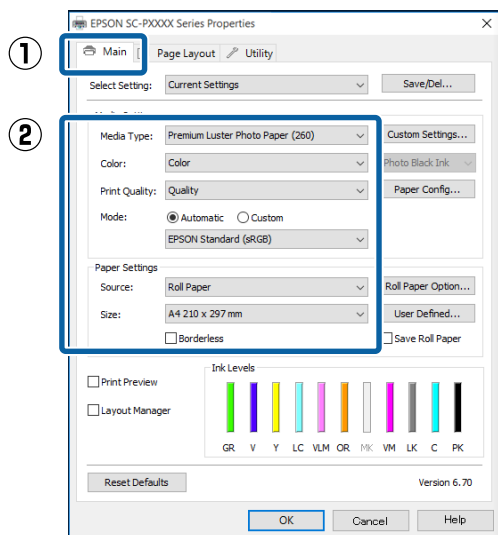 EPSON SC-PXXXX Series Properties
① Main Page Layout Utility
Select Setting: Current Settings Save/Del...
② Media Type: Premium Luster Photo Paper (260) Custom Settings...
Color: Color Photo Black Ink
Print Quality: Quality Paper Config...
Mode: Automatic Custom
EPSON Standard (sRGB)
Paper Settings
Source: Roll Paper Roll Paper Option...
Size: A4 210 x 297 mm User Defined...
Borderless Save Roll Paper
Ink Levels
Print Preview
Layout Manager
GR V Y LC VLM OR MK VM LK C PK
Reset Defaults Version 6.70
OK Cancel Help